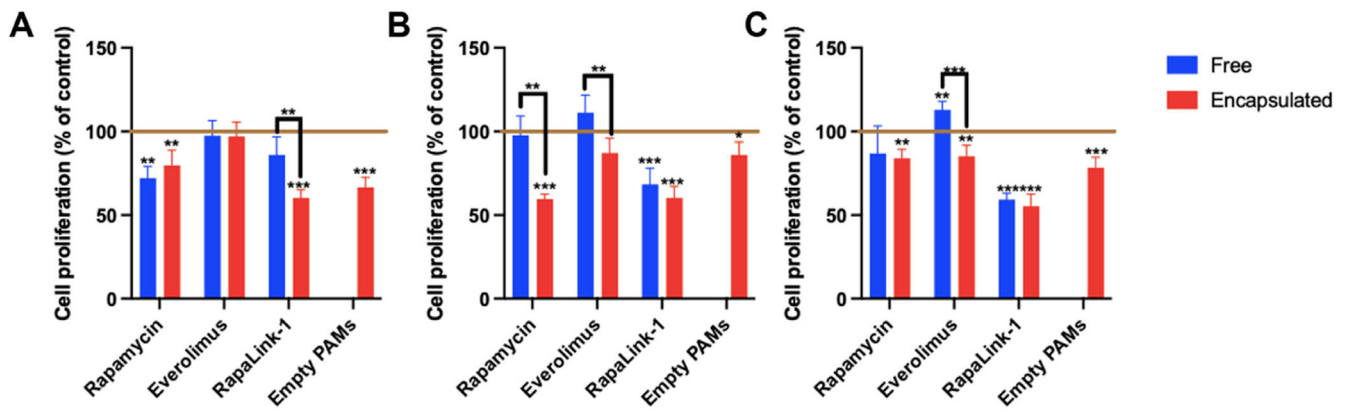 A
Cell proliferation (% of control)
150
100
50
0
**
**
**
***
***
Rapamycin
Everolimus
RapaLink-1
Empty PAMs
B
Cell proliferation (% of control)
150
100
50
0
**
***
**
***
***
*
Rapamycin
Everolimus
RapaLink-1
Empty PAMs
C
Cell proliferation (% of control)
150
100
50
0
**
***
**
**
***
***
***
Rapamycin
Everolimus
RapaLink-1
Empty PAMs
Free
Encapsulated